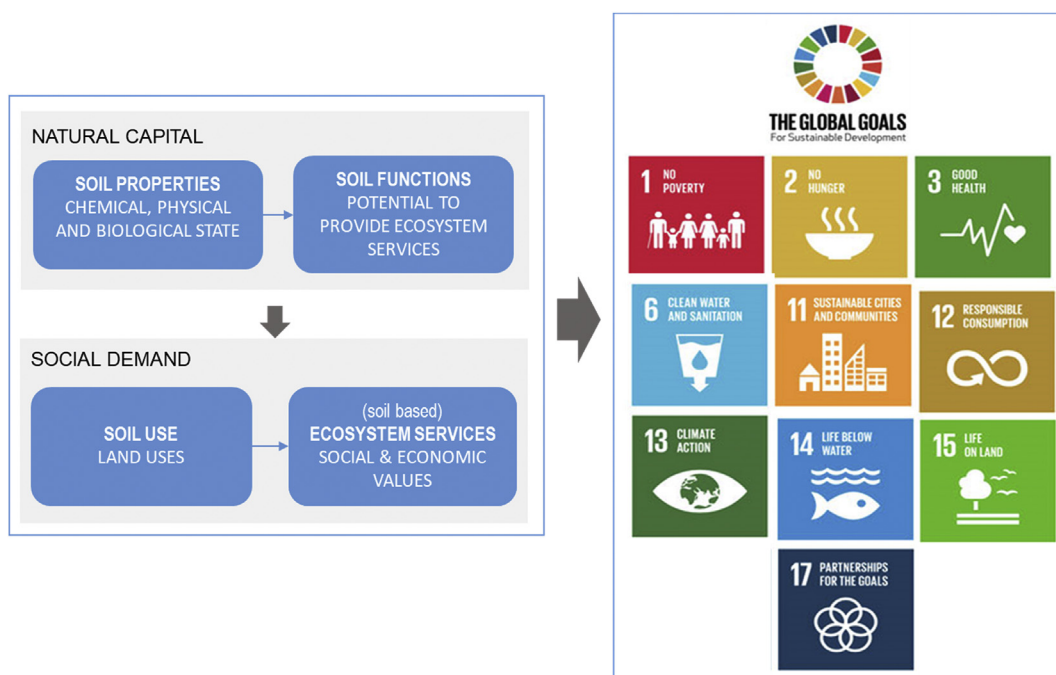 NATURAL CAPITAL
SOIL PROPERTIES
CHEMICAL, PHYSICAL
AND BIOLOGICAL STATE
SOIL FUNCTIONS
POTENTIAL TO
PROVIDE ECOSYSTEM
SERVICES
SOCIAL DEMAND
SOIL USE
LAND USES
(soil based)
ECOSYSTEM SERVICES
SOCIAL & ECONOMIC
VALUES
THE GLOBAL GOALS
For Sustainable Development
1 NO
POVERTY
2 NO
HUNGER
3 GOOD
HEALTH
6 CLEAN WATER
AND SANITATION
11 SUSTAINABLE CITIES
AND COMMUNITIES
12 RESPONSIBLE
CONSUMPTION
13 CLIMATE
ACTION
14 LIFE BELOW
WATER
15 LIFE
ON LAND
17 PARTNERSHIPS
FOR THE GOALS